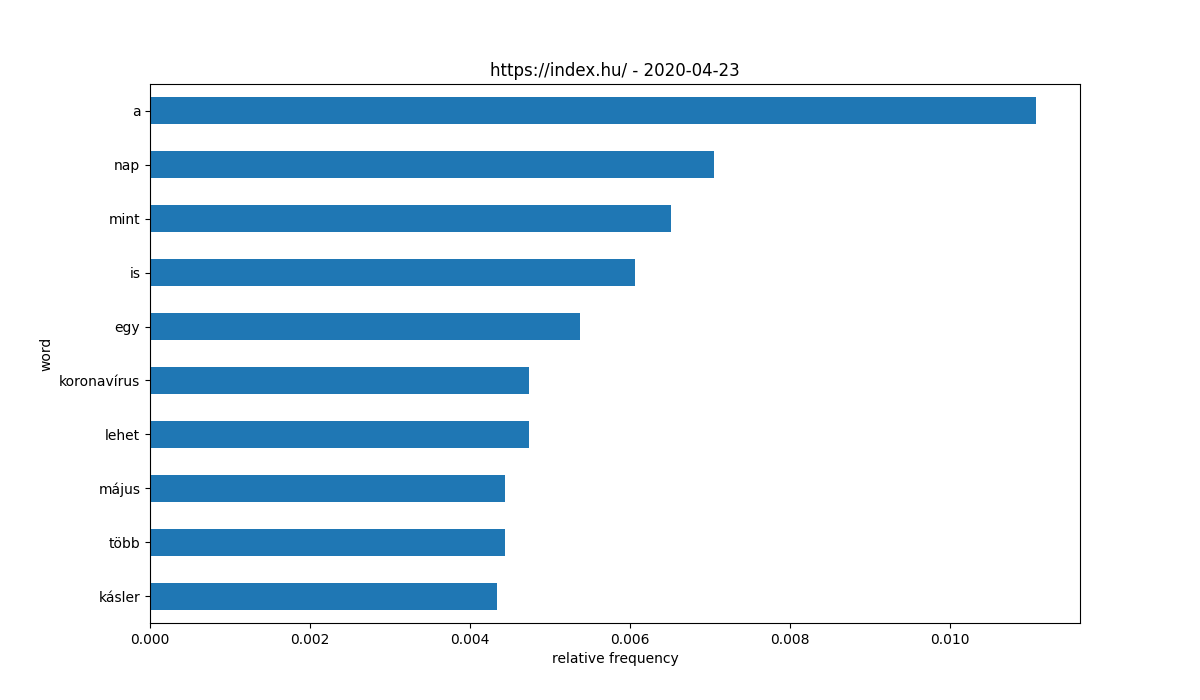 https://index.hu/ - 2020-04-23
a
nap
mint
is
egy
koronavírus
lehet
május
több
kásler
word
0.000 0.002 0.004 0.006 0.008 0.010
relative frequency